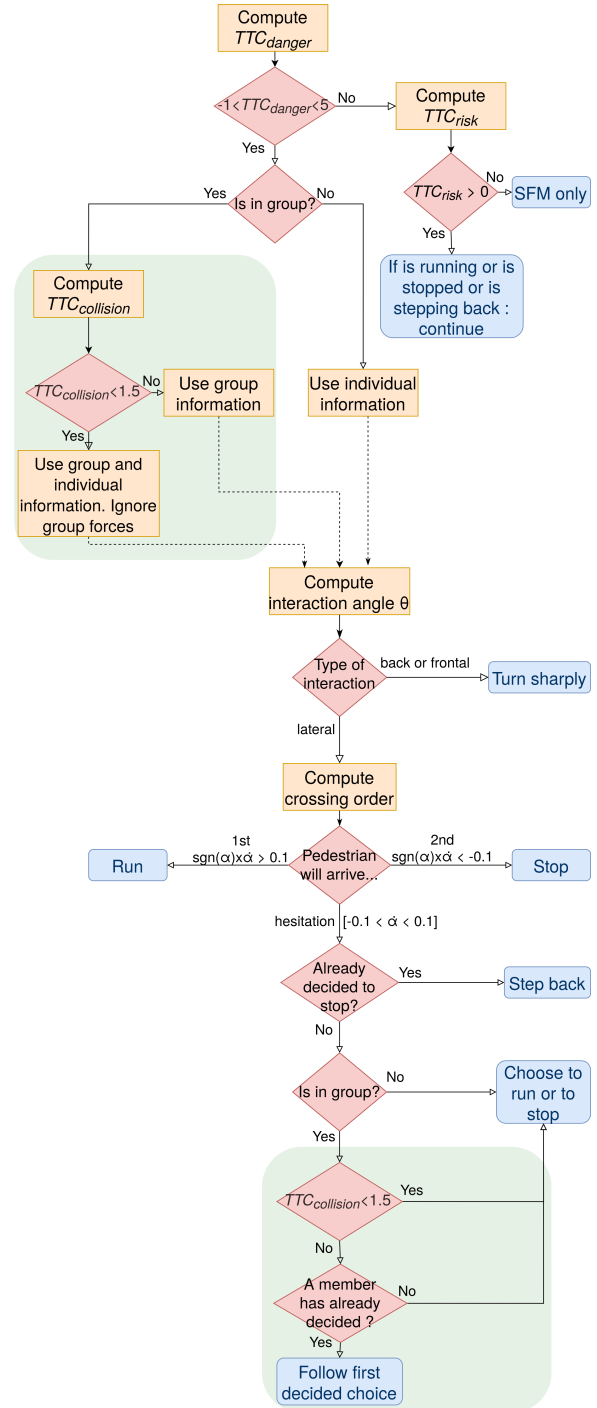 Compute
TTCdanger
-1<TTCdanger<5
No
Compute
TTCrisk
Yes
TTCrisk > 0
No
SFM only
Yes
Is in group?
No
Yes
If is running or is
stopped or is
stepping back :
continue
Compute
TTCcollision
TTCcollision<1.5
No
Use group
information
Use individual
information
Yes
Use group and
individual
information. Ignore
group forces
Compute
interaction angle θ
Type of
interaction
back or frontal
Turn sharply
lateral
Compute
crossing order
1st
sgn(α)xα̇ > 0.1
Run
Pedestrian
will arrive...
2nd
sgn(α)xα̇ < -0.1
Stop
hesitation [-0.1 < α̇ < 0.1]
Already
decided to
stop?
Yes
Step back
No
Is in group?
No
Choose to
run or to
stop
Yes
TTCcollision<1.5
Yes
No
A member
has already
decided ?
No
Yes
Follow first
decided choice